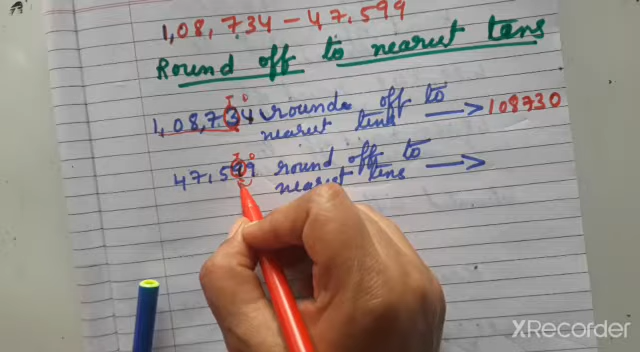 1,08,734 - 47,599
Round off to nearest tens
T O
1,08,734 rounds off to
nearest tens → 108730
T O
47,599 round off to
nearest tens →
XRecorder